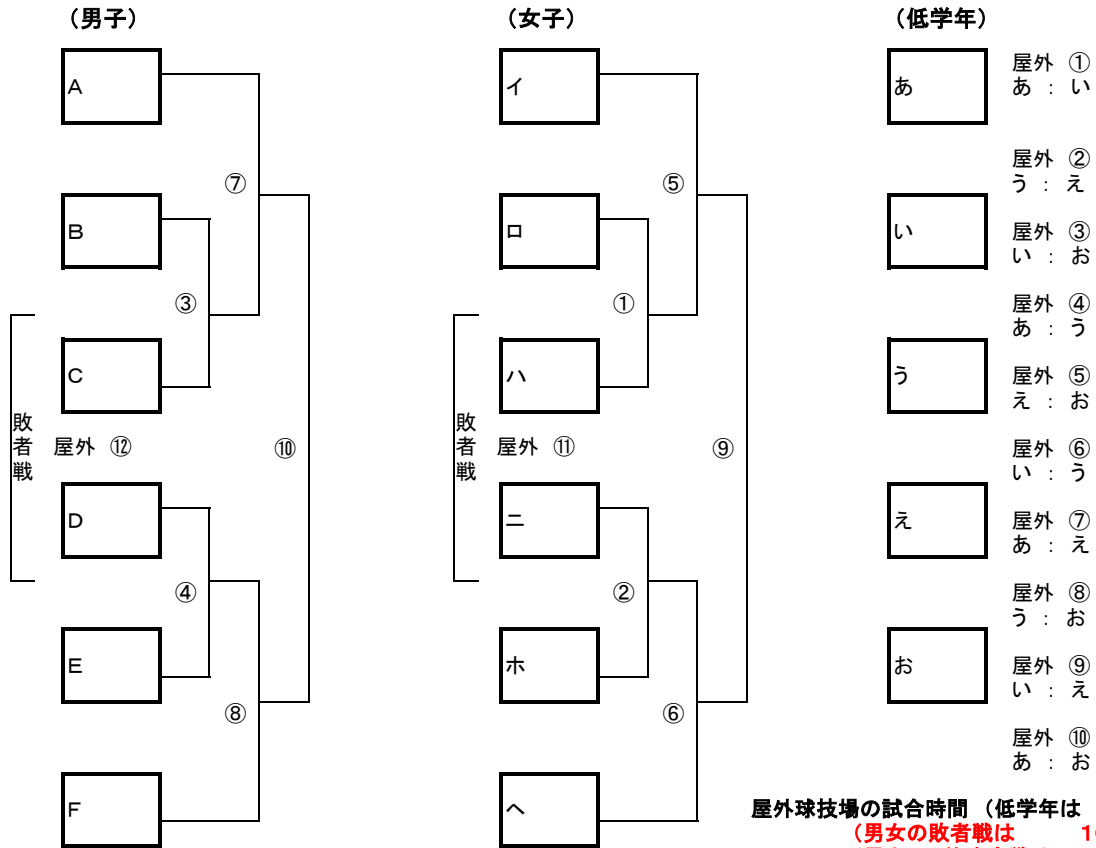 （男子）
A
B
C
D
E
F
⑦
③
④
⑧
⑩
敗者戦
屋外 ⑫
（女子）
イ
ロ
ハ
ニ
ホ
ヘ
⑤
①
②
⑥
⑨
敗者戦
屋外 ⑪
（低学年）
あ
い
う
え
お
屋外 ①
あ : い
屋外 ②
う : え
屋外 ③
い : お
屋外 ④
あ : う
屋外 ⑤
え : お
屋外 ⑥
い : う
屋外 ⑦
あ : え
屋外 ⑧
う : お
屋外 ⑨
い : え
屋外 ⑩
あ : お
屋外球技場の試合時間 （低学年は
（男女の敗者戦は